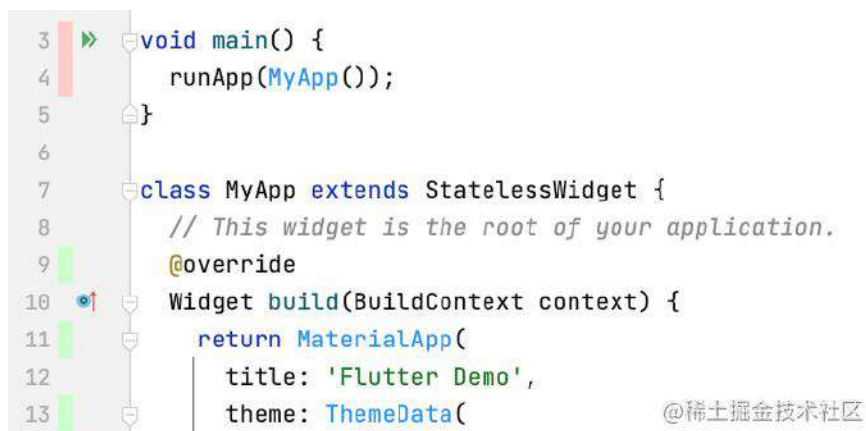 3 void main() {
4 runApp(MyApp());
5 }
6
7 class MyApp extends StatelessWidget {
8 // This widget is the root of your application.
9 @override
10 Widget build(BuildContext context) {
11 return MaterialApp(
12 title: 'Flutter Demo',
13 theme: ThemeData(
@稀土掘金技术社区